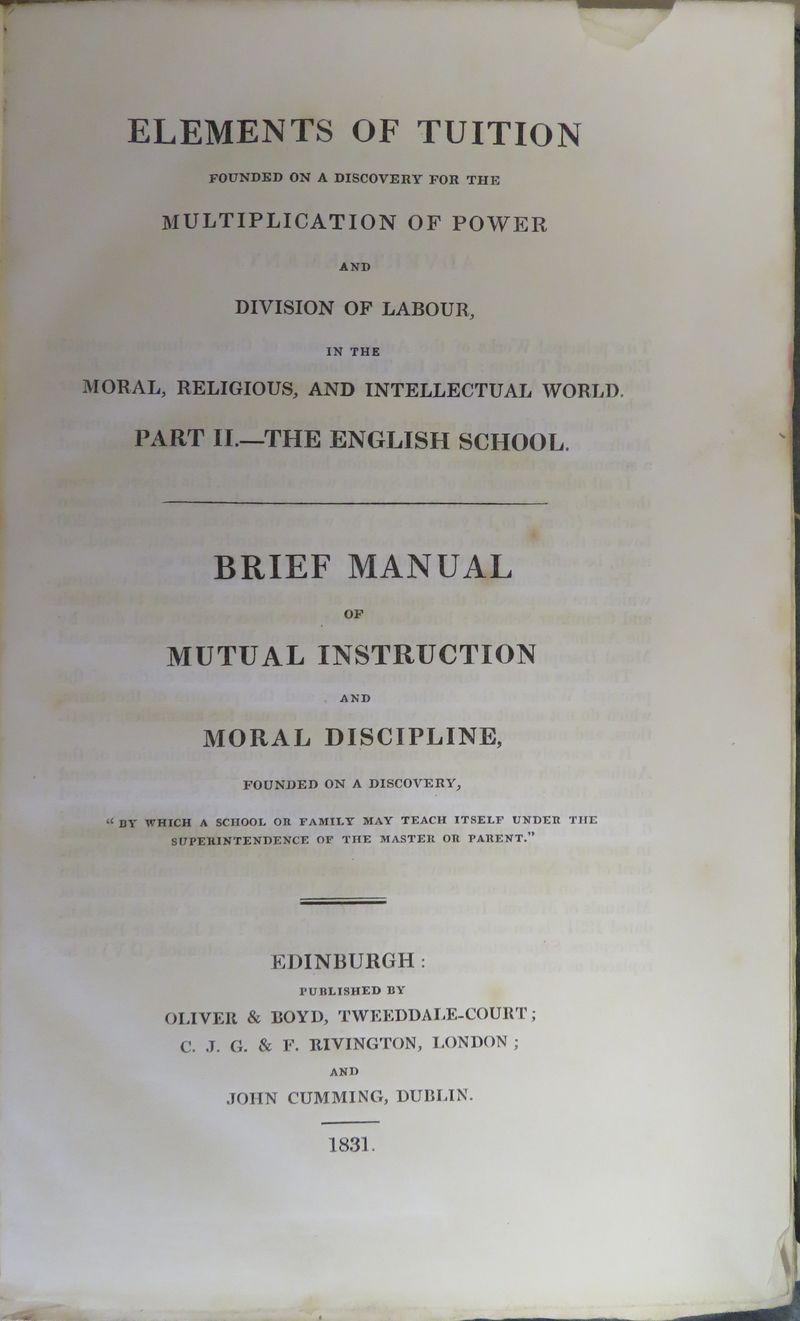 ELEMENTS OF TUITION
FOUNDED ON A DISCOVERY FOR THE
MULTIPLICATION OF POWER
AND
DIVISION OF LABOUR,
IN THE
MORAL, RELIGIOUS, AND INTELLECTUAL WORLD.
PART II.—THE ENGLISH SCHOOL.
BRIEF MANUAL
OF
MUTUAL INSTRUCTION
AND
MORAL DISCIPLINE,
FOUNDED ON A DISCOVERY,
“BY WHICH A SCHOOL OR FAMILY MAY TEACH ITSELF UNDER THE
SUPERINTENDENCE OF THE MASTER OR PARENT.”
EDINBURGH:
PUBLISHED BY
OLIVER & BOYD, TWEEDDALE-COURT;
C. J. G. & F. RIVINGTON, LONDON;
AND
JOHN CUMMING, DUBLIN.
1831.